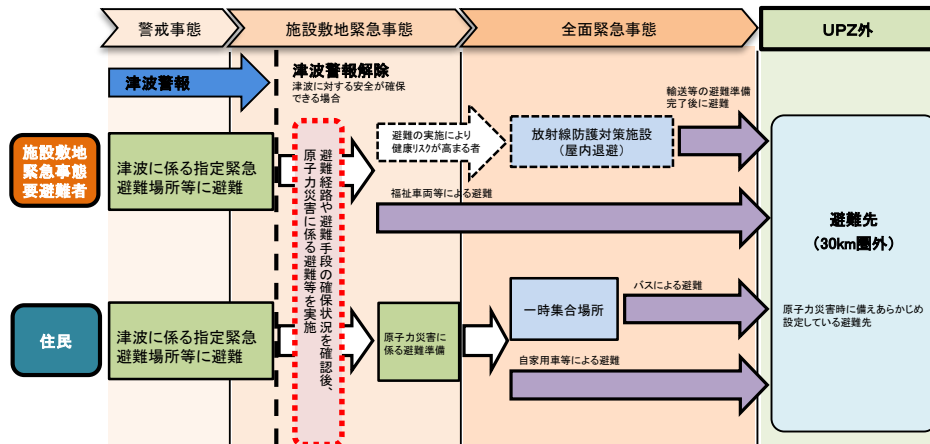 警戒事態
施設敷地緊急事態
全面緊急事態
UPZ外
津波警報
津波警報解除
津波に対する安全が確保
できる場合
輸送等の避難準備
完了後に避難
施設敷地
緊急事態
要避難者
津波に係る指定緊急
避難場所等に避難
避難経路や避難手段の確保状況を確認後、
原子力災害に係る避難等を実施
避難の実施により
健康リスクが高まる者
放射線防護対策施設
（屋内退避）
福祉車両等による避難
避難先
（30km圏外）
原子力災害時に備えあらかじめ
設定している避難先
住民
津波に係る指定緊急
避難場所等に避難
原子力災害に
係る避難準備
一時集合場所
バスによる避難
自家用車等による避難